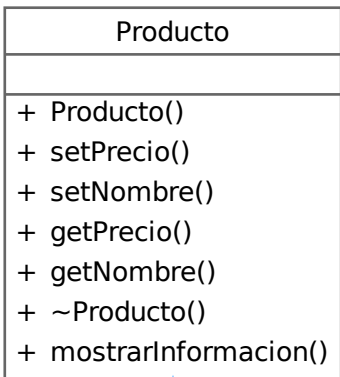 Producto
+ Producto()
+ setPrecio()
+ setNombre()
+ getPrecio()
+ getNombre()
+ ~Producto()
+ mostrarInformacion()